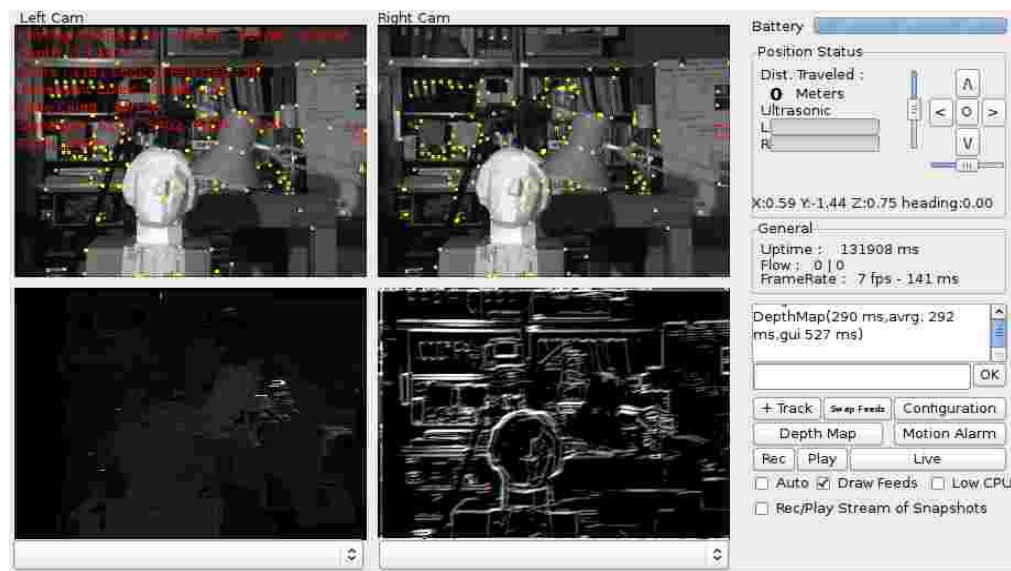 Left Cam
Right Cam
Battery
Position Status
Dist. Traveled :
0 Meters
Ultrasonic
L
R
Λ
< O >
V
X:0.59 Y:-1.44 Z:0.75 heading:0.00
General
Uptime : 131908 ms
Flow : 0 | 0
FrameRate : 7 fps - 141 ms
DepthMap(290 ms,avrg. 292
ms,gui 527 ms)
OK
+ Track Swap Feeds Configuration
Depth Map Motion Alarm
Rec Play Live
Auto Draw Feeds Low CPU
Rec/Play Stream of Snapshots